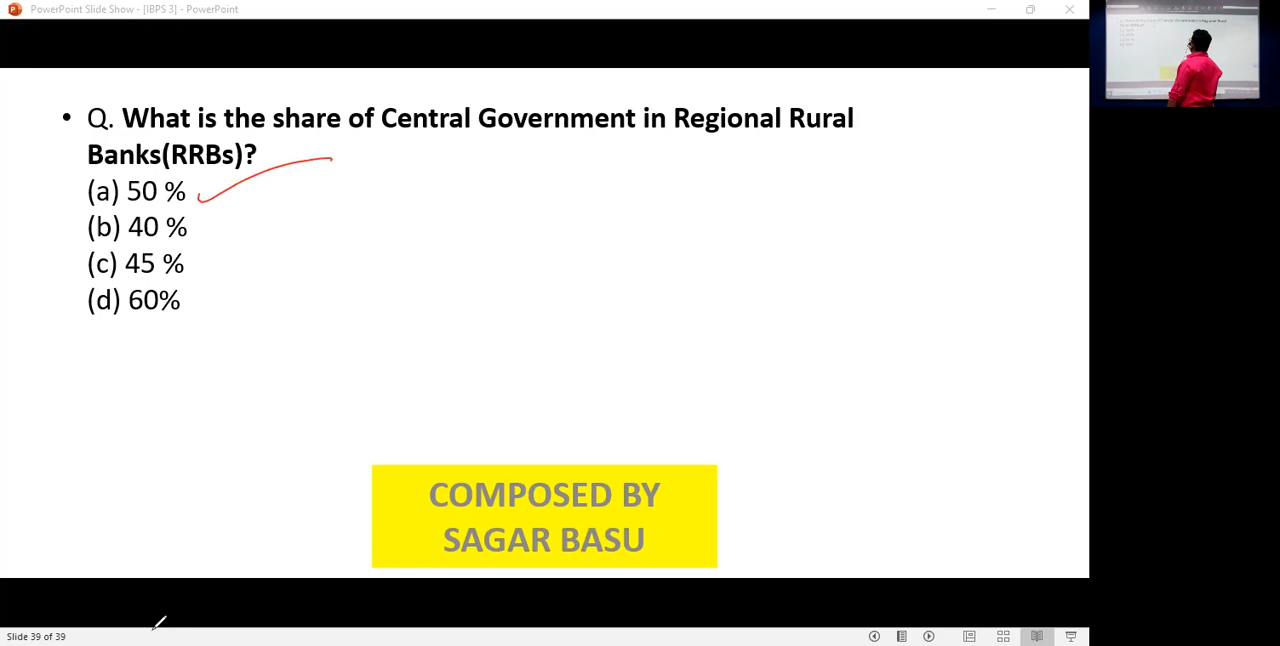 PowerPoint Slide Show - [IBPS 3] - PowerPoint
• Q. What is the share of Central Government in Regional Rural
Banks(RRBs)?
(a) 50 %
(b) 40 %
(c) 45 %
(d) 60%
COMPOSED BY
SAGAR BASU
Slide 39 of 39